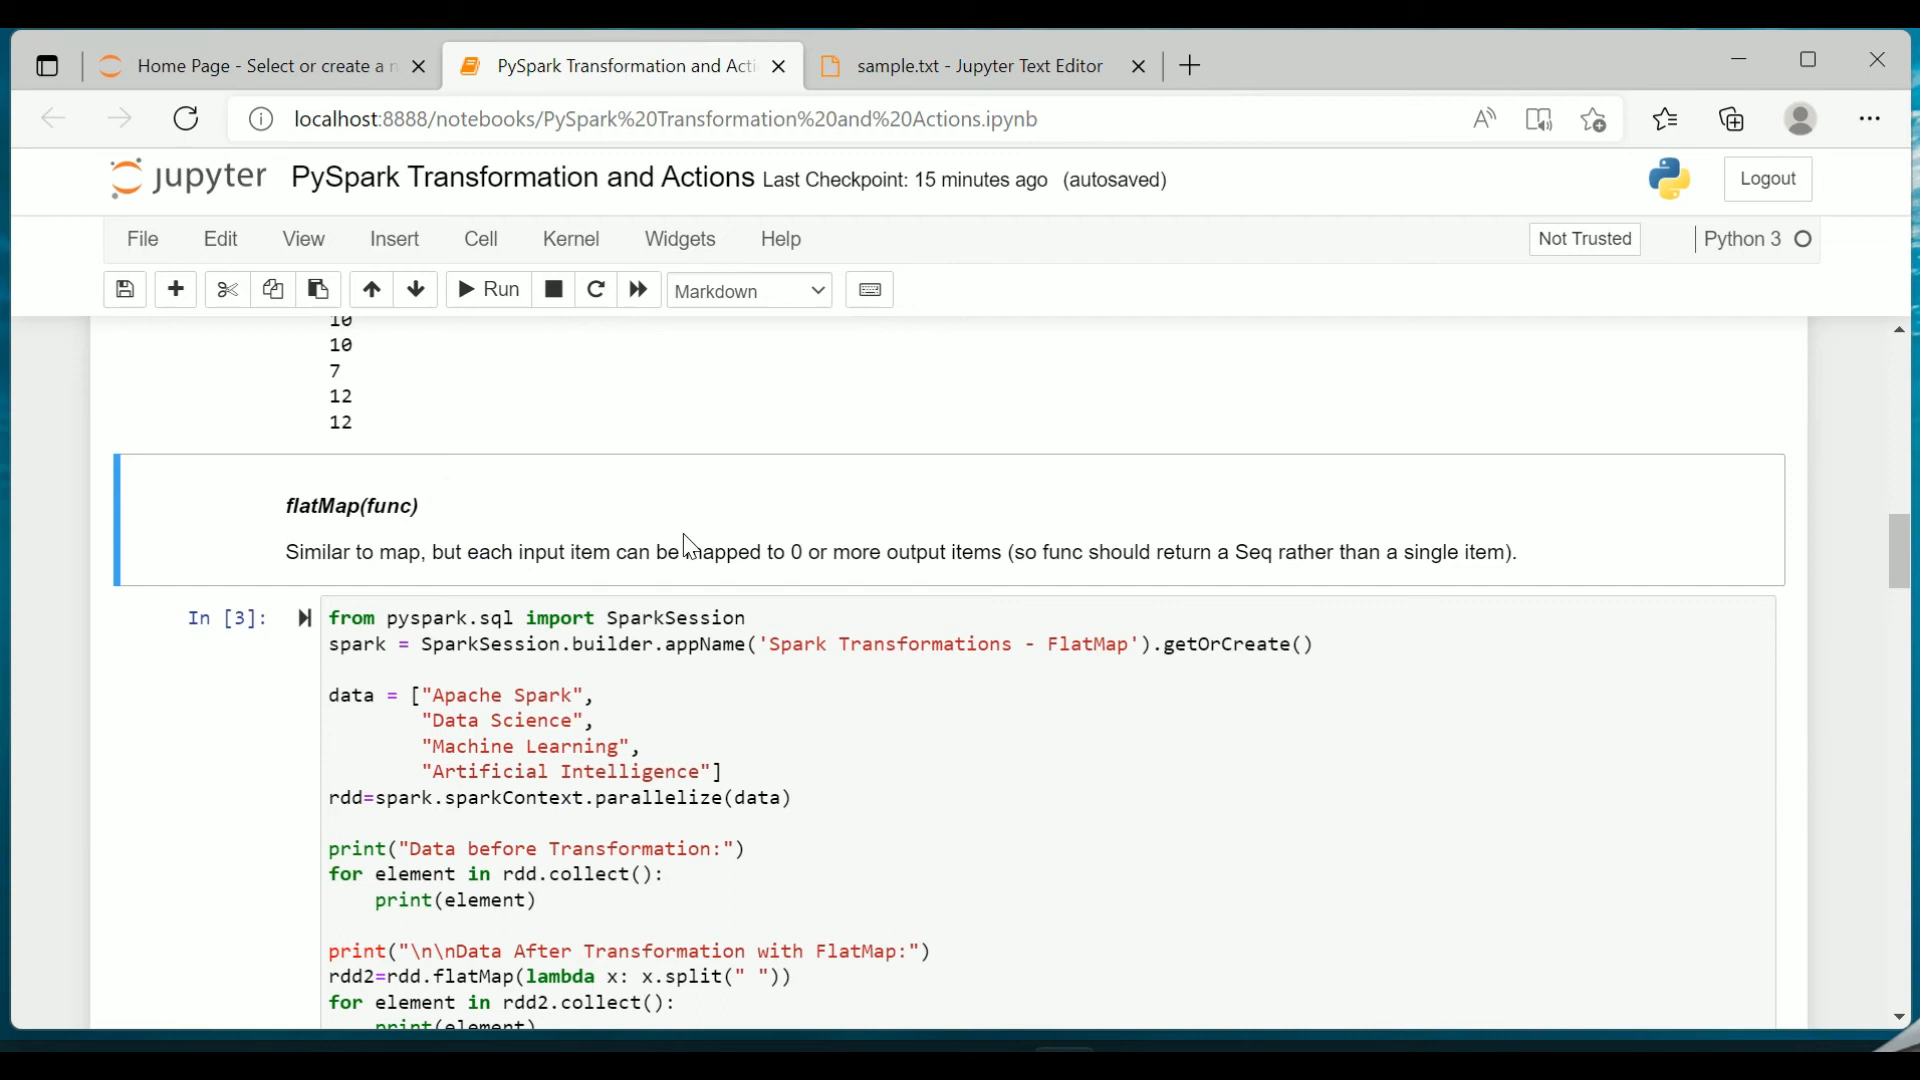 Home Page - Select or create a n
PySpark Transformation and Acti
sample.txt - Jupyter Text Editor
localhost:8888/notebooks/PySpark%20Transformation%20and%20Actions.ipynb
jupyter PySpark Transformation and Actions Last Checkpoint: 15 minutes ago (autosaved)
Logout
File Edit View Insert Cell Kernel Widgets Help
Not Trusted
Python 3
Run
Markdown
10
10
7
12
12
flatMap(func)
Similar to map, but each input item can be mapped to 0 or more output items (so func should return a Seq rather than a single item).
In [3]:
from pyspark.sql import SparkSession
spark = SparkSession.builder.appName('Spark Transformations - FlatMap').getOrCreate()
data = ["Apache Spark",
"Data Science",
"Machine Learning",
"Artificial Intelligence"]
rdd=spark.sparkContext.parallelize(data)
print("Data before Transformation:")
for element in rdd.collect():
print(element)
print("\n\nData After Transformation with FlatMap:")
rdd2=rdd.flatMap(lambda x: x.split(" "))
for element in rdd2.collect():
print(element)